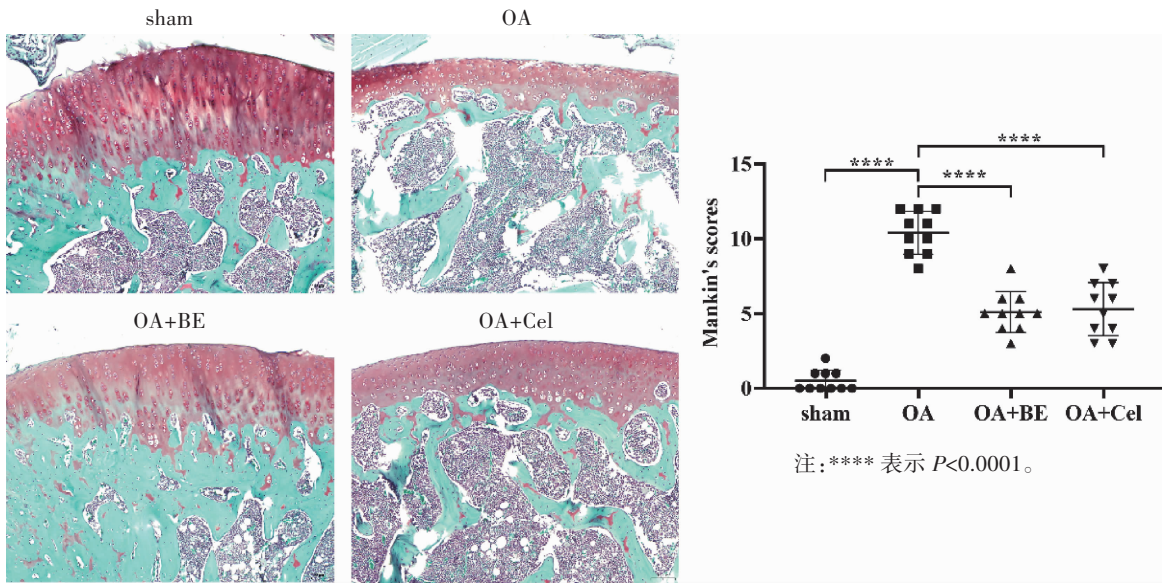 sham
OA
OA+BE
OA+Cel
****
****
****
15
10
5
0
Mankin's scores
sham OA OA+BE OA+Cel
注:**** 表示 P<0.0001。